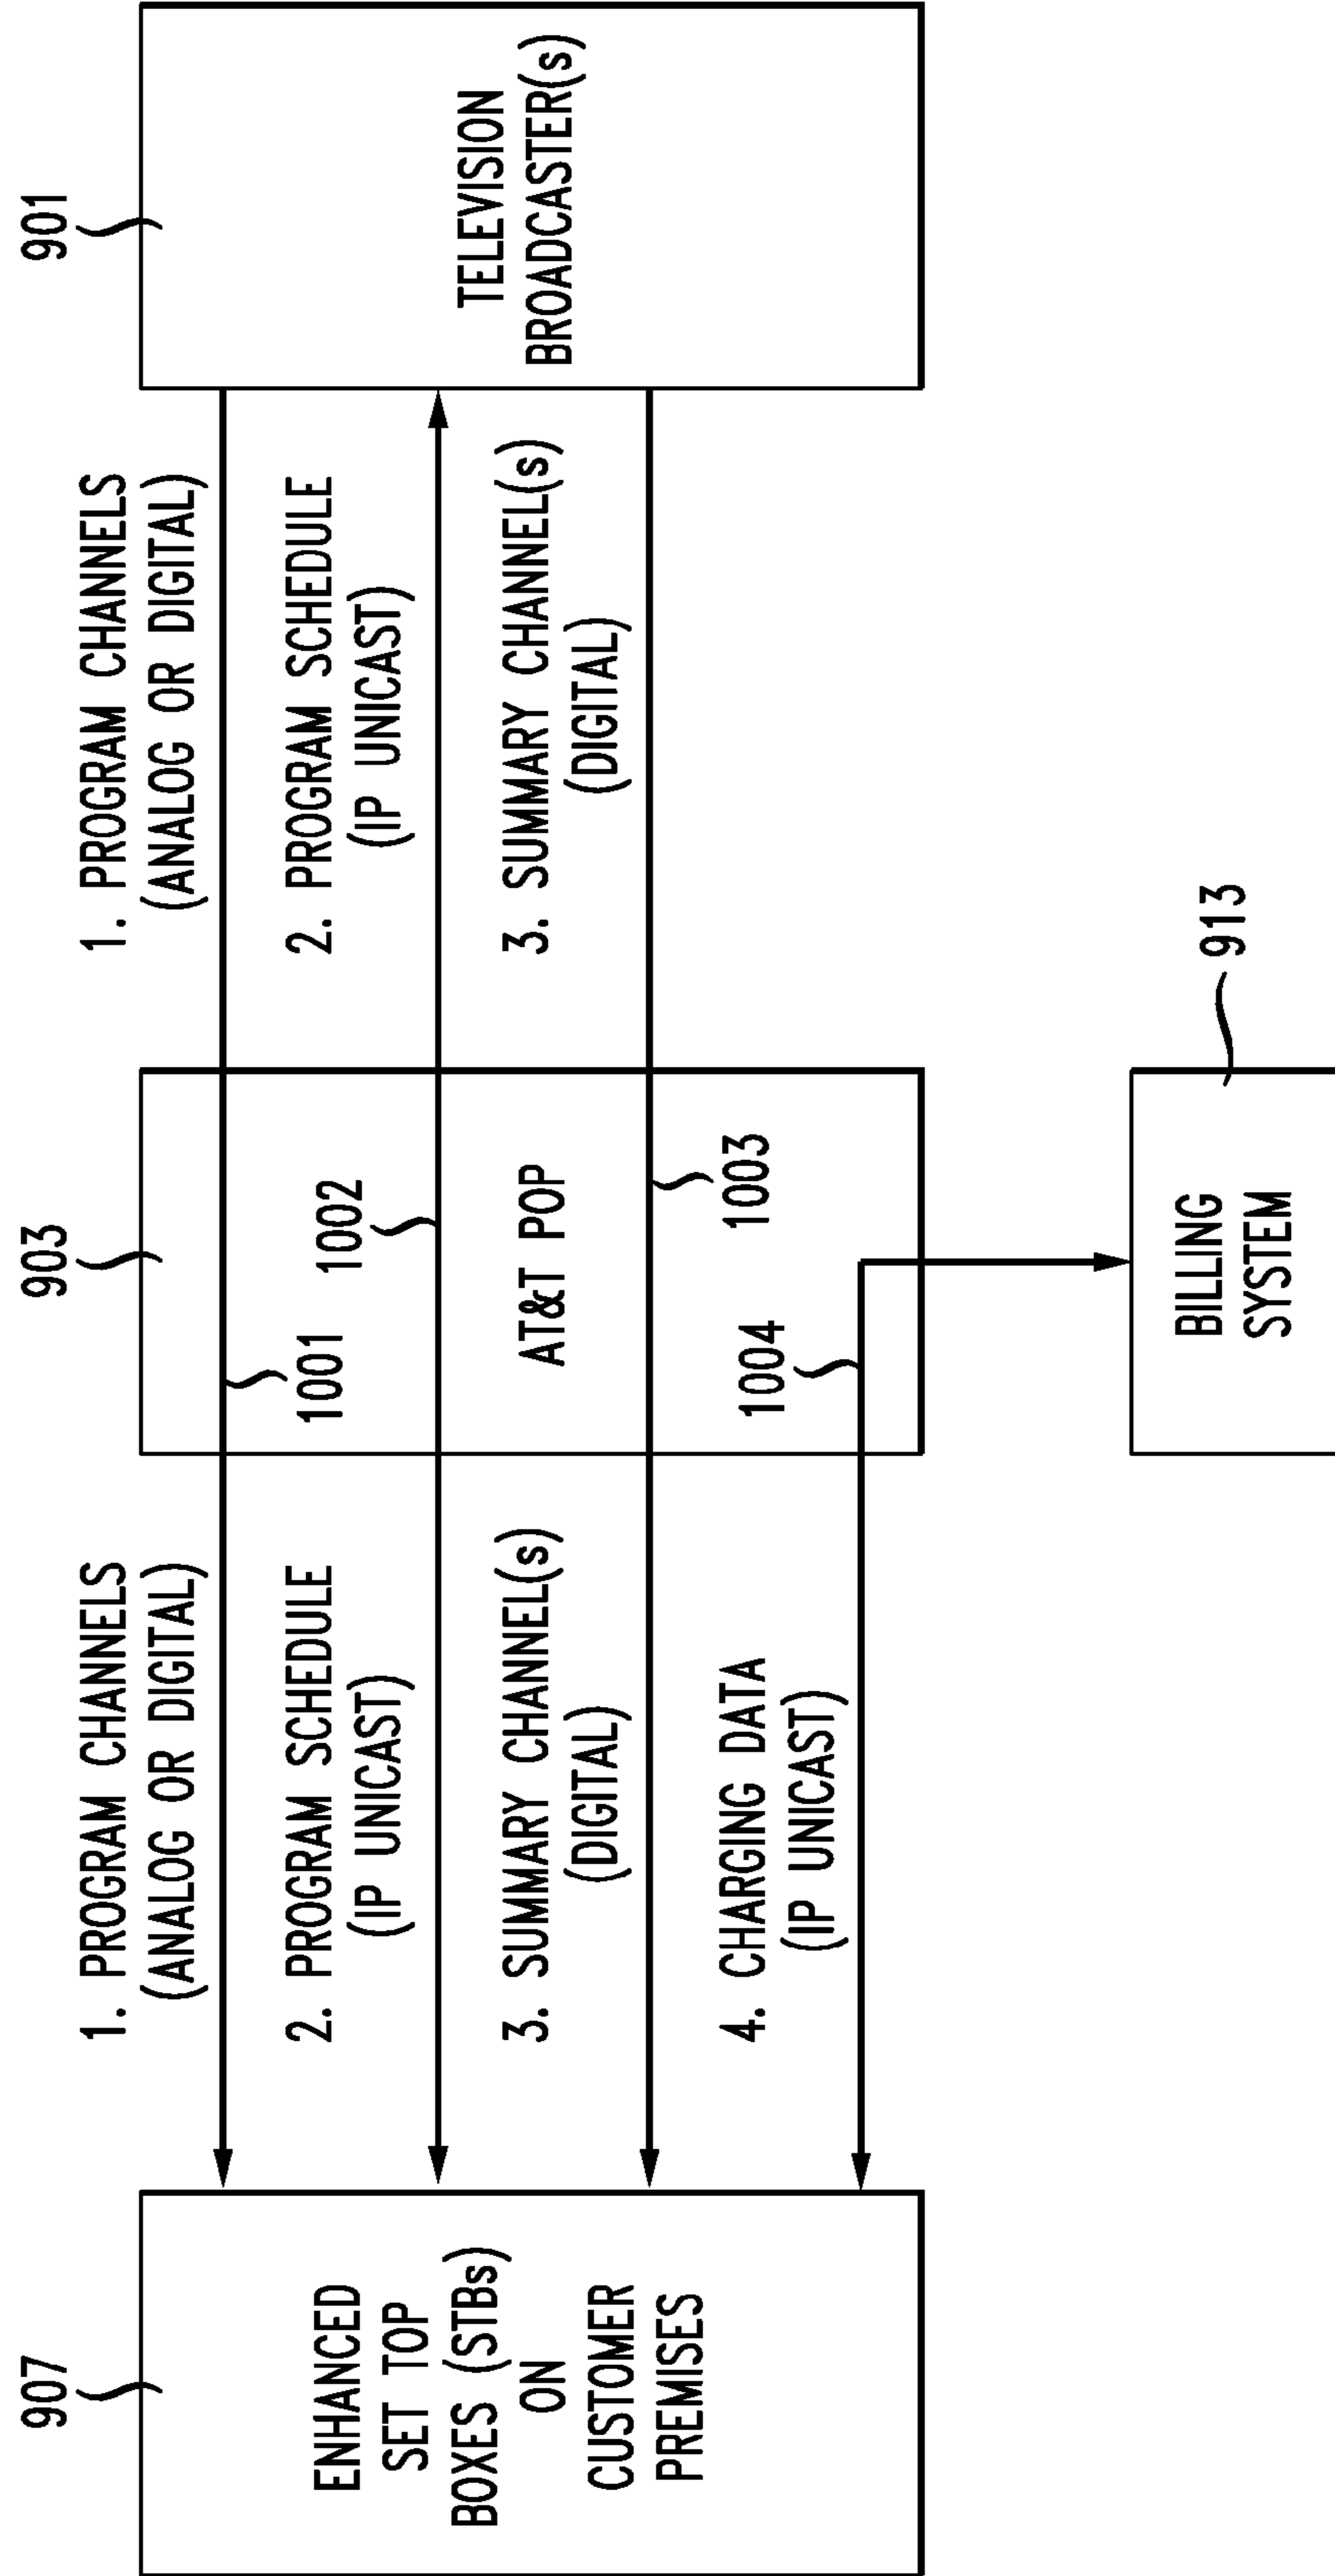 907
903
901
1. PROGRAM CHANNELS
(ANALOG OR DIGITAL)
1. PROGRAM CHANNELS
(ANALOG OR DIGITAL)
1001
2. PROGRAM SCHEDULE
(IP UNICAST)
1002
2. PROGRAM SCHEDULE
(IP UNICAST)
ENHANCED
SET TOP
BOXES (STBs)
ON
CUSTOMER
PREMISES
AT&T POP
TELEVISION
BROADCASTER(s)
3. SUMMARY CHANNEL(s)
(DIGITAL)
3. SUMMARY CHANNEL(s)
(DIGITAL)
1003
4. CHARGING DATA
(IP UNICAST)
1004
913
BILLING
SYSTEM